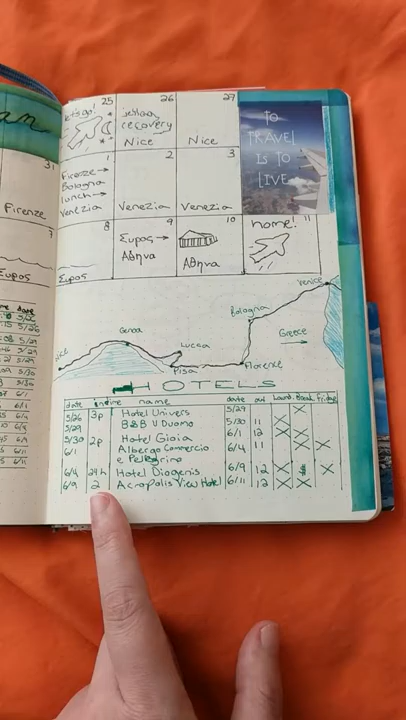 25 26 27
let's go! jetlag
recovery
Nice Nice
TO
TRAVEL
IS TO
LIVE
31 1 2 3
Firenze →
Bologna
lunch →
Firenze Venezia Venezia Venezia
7 8 9 10 11
home!
Συρος →
Συρος Συρος Αθηνα Αθηνα
Venice
Bologna
Genoa
Greece
Lucca
Pisa
Florence
HOTELS
date time name date out Laund. Break Fridge
5/26 3p Hotel Univers 5/29
5/29 B&B Il Duomo 5/30 11
5/30 2p Hotel Gioia 6/1 12
6/1 Albergo Commercio 6/4 11
e Pellegrino
6/4 24h Hotel Diogenis 6/9 12
6/9 2 Acropolis View Hotel 6/11 12